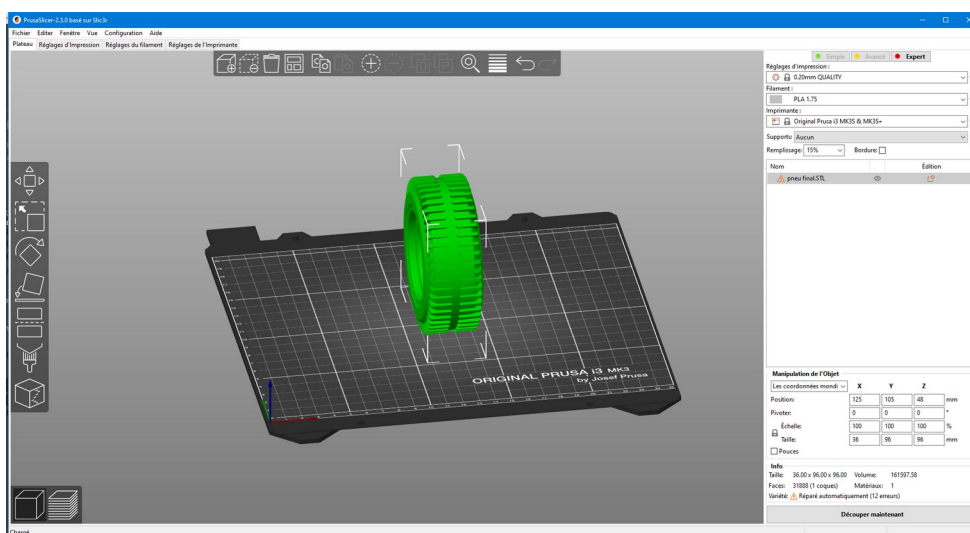 PrusaSlicer-2.3.0 basé sur Slic3r
Fichier Editer Fenêtre Vue Configuration Aide
Plateau Réglages d'Impression Réglages du filament Réglages de l'Imprimante
Simple Avancé Expert
Réglages d'impression :
0.20mm QUALITY
Filament :
PLA 1.75
Imprimante :
Original Prusa i3 MK3S & MK3S+
Supports: Aucun
Remplissage: 15% Bordure:
Nom Édition
pneu final.STL
ORIGINAL PRUSA i3 MK3
by Josef Prusa
Manipulation de l'Objet
Les coordonnées mondi X Y Z
Position: 125 105 48 mm
Pivoter: 0 0 0 °
Échelle: 100 100 100 %
Taille: 36 96 96 mm
Pouces
Info
Taille: 36.00 x 96.00 x 96.00 Volume: 161597.58
Faces: 31888 (1 coques) Matériaux: 1
Variété: Réparé automatiquement (12 erreurs)
Découper maintenant
Chargé